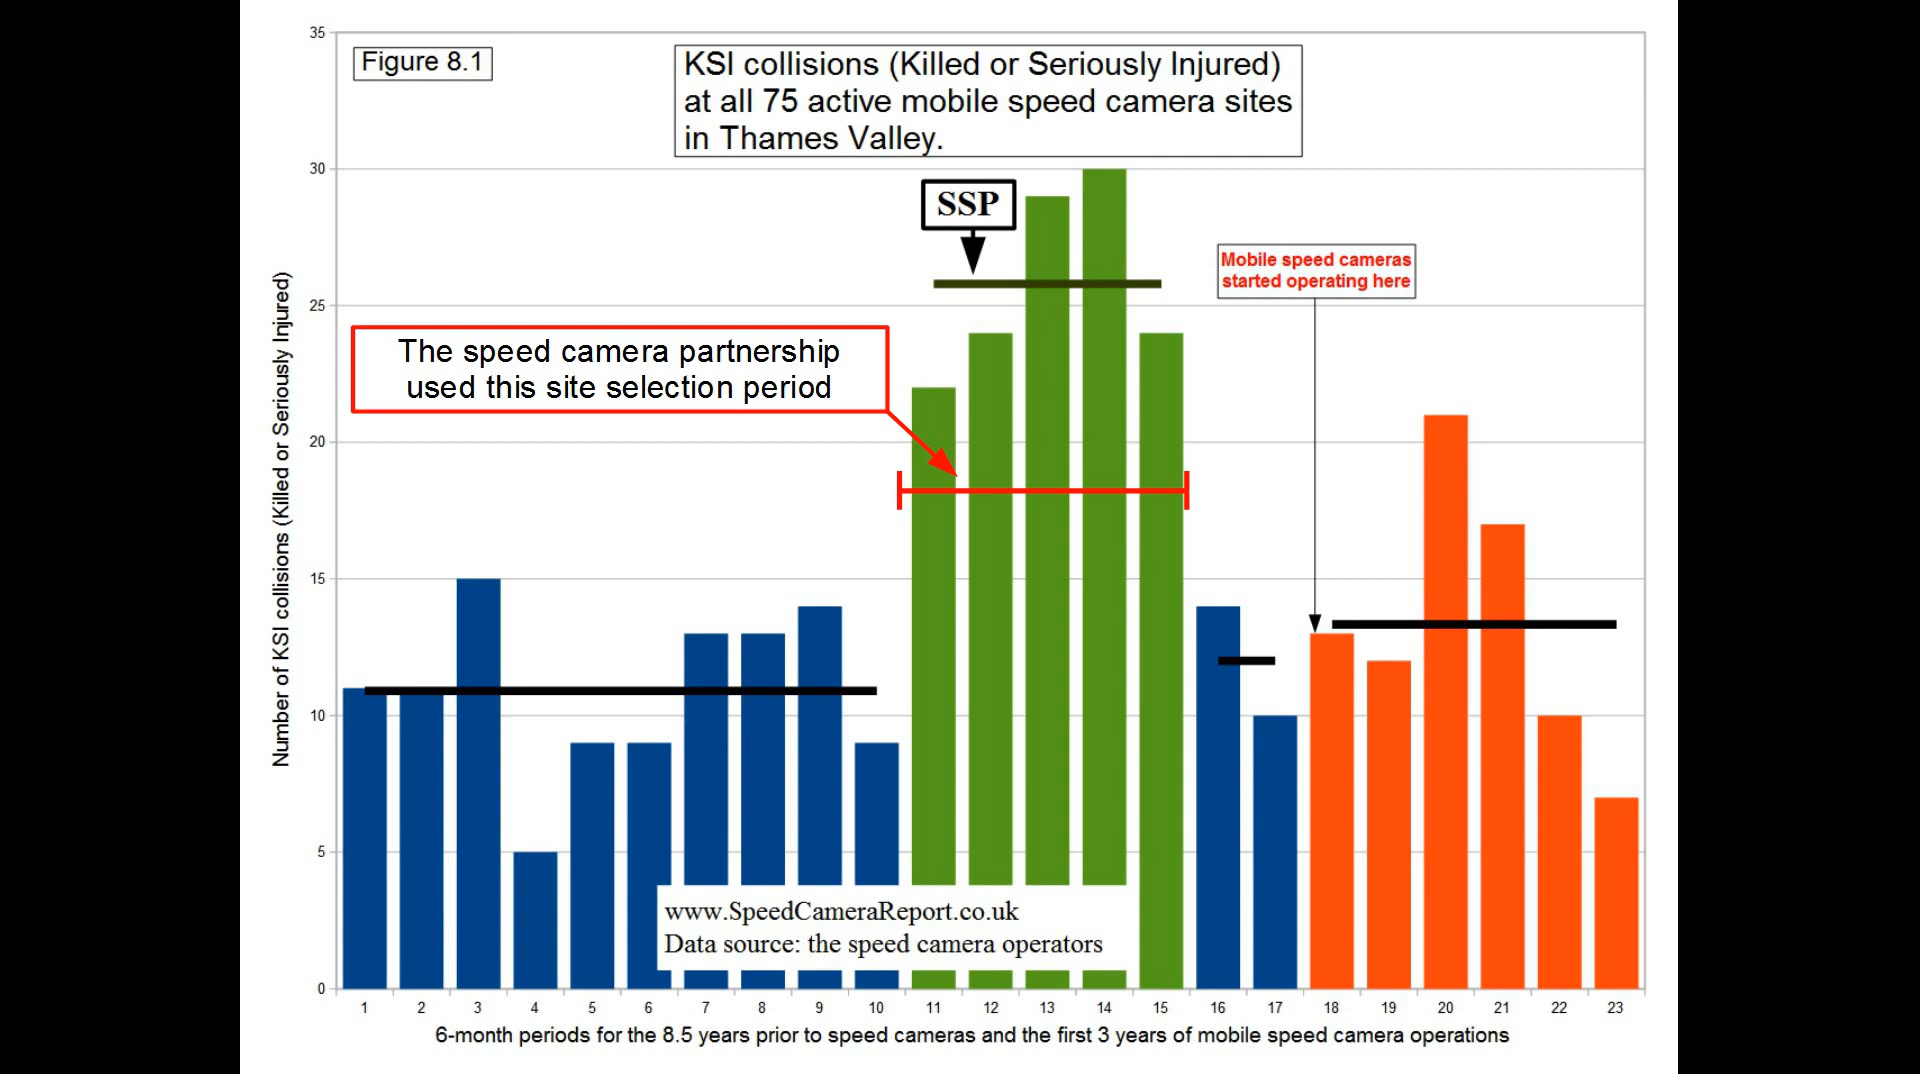 Figure 8.1
KSI collisions (Killed or Seriously Injured)
at all 75 active mobile speed camera sites
in Thames Valley.
SSP
Mobile speed cameras
started operating here
The speed camera partnership
used this site selection period
Number of KSI collisions (Killed or Seriously Injured)
35
30
25
20
15
10
5
0
www.SpeedCameraReport.co.uk
Data source: the speed camera operators
1 2 3 4 5 6 7 8 9 10 11 12 13 14 15 16 17 18 19 20 21 22 23
6-month periods for the 8.5 years prior to speed cameras and the first 3 years of mobile speed camera operations